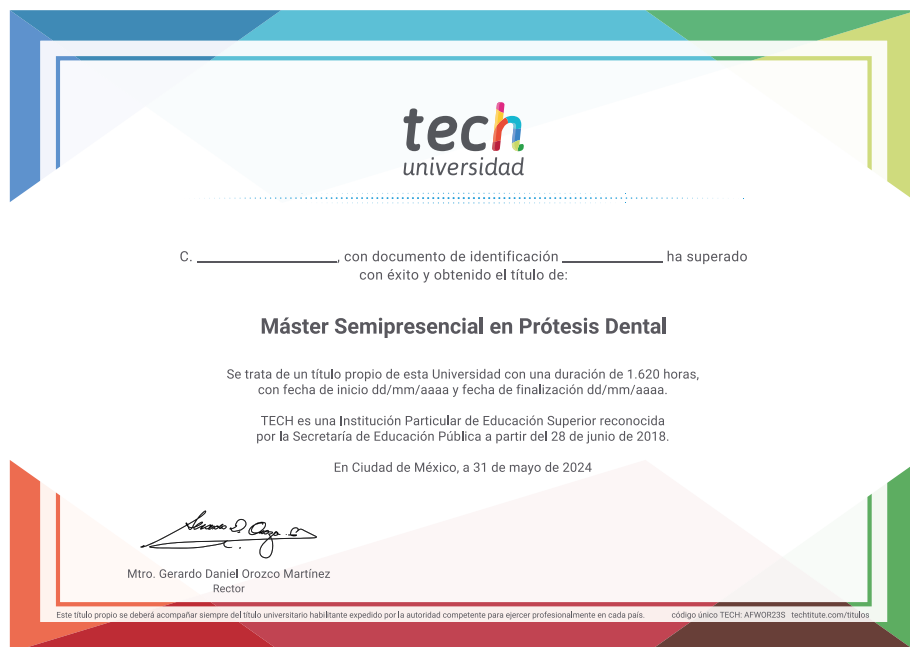 tech
universidad
C. ____________________, con documento de identificación ______________ ha superado
con éxito y obtenido el título de:
Máster Semipresencial en Prótesis Dental
Se trata de un título propio de esta Universidad con una duración de 1.620 horas,
con fecha de inicio dd/mm/aaaa y fecha de finalización dd/mm/aaaa.
TECH es una Institución Particular de Educación Superior reconocida
por la Secretaría de Educación Pública a partir del 28 de junio de 2018.
En Ciudad de México, a 31 de mayo de 2024
Mtro. Gerardo Daniel Orozco Martínez
Rector
Este título propio se deberá acompañar siempre del título universitario habilitante expedido por la autoridad competente para ejercer profesionalmente en cada país. código único TECH: AFWOR23S techtitute.com/titulos